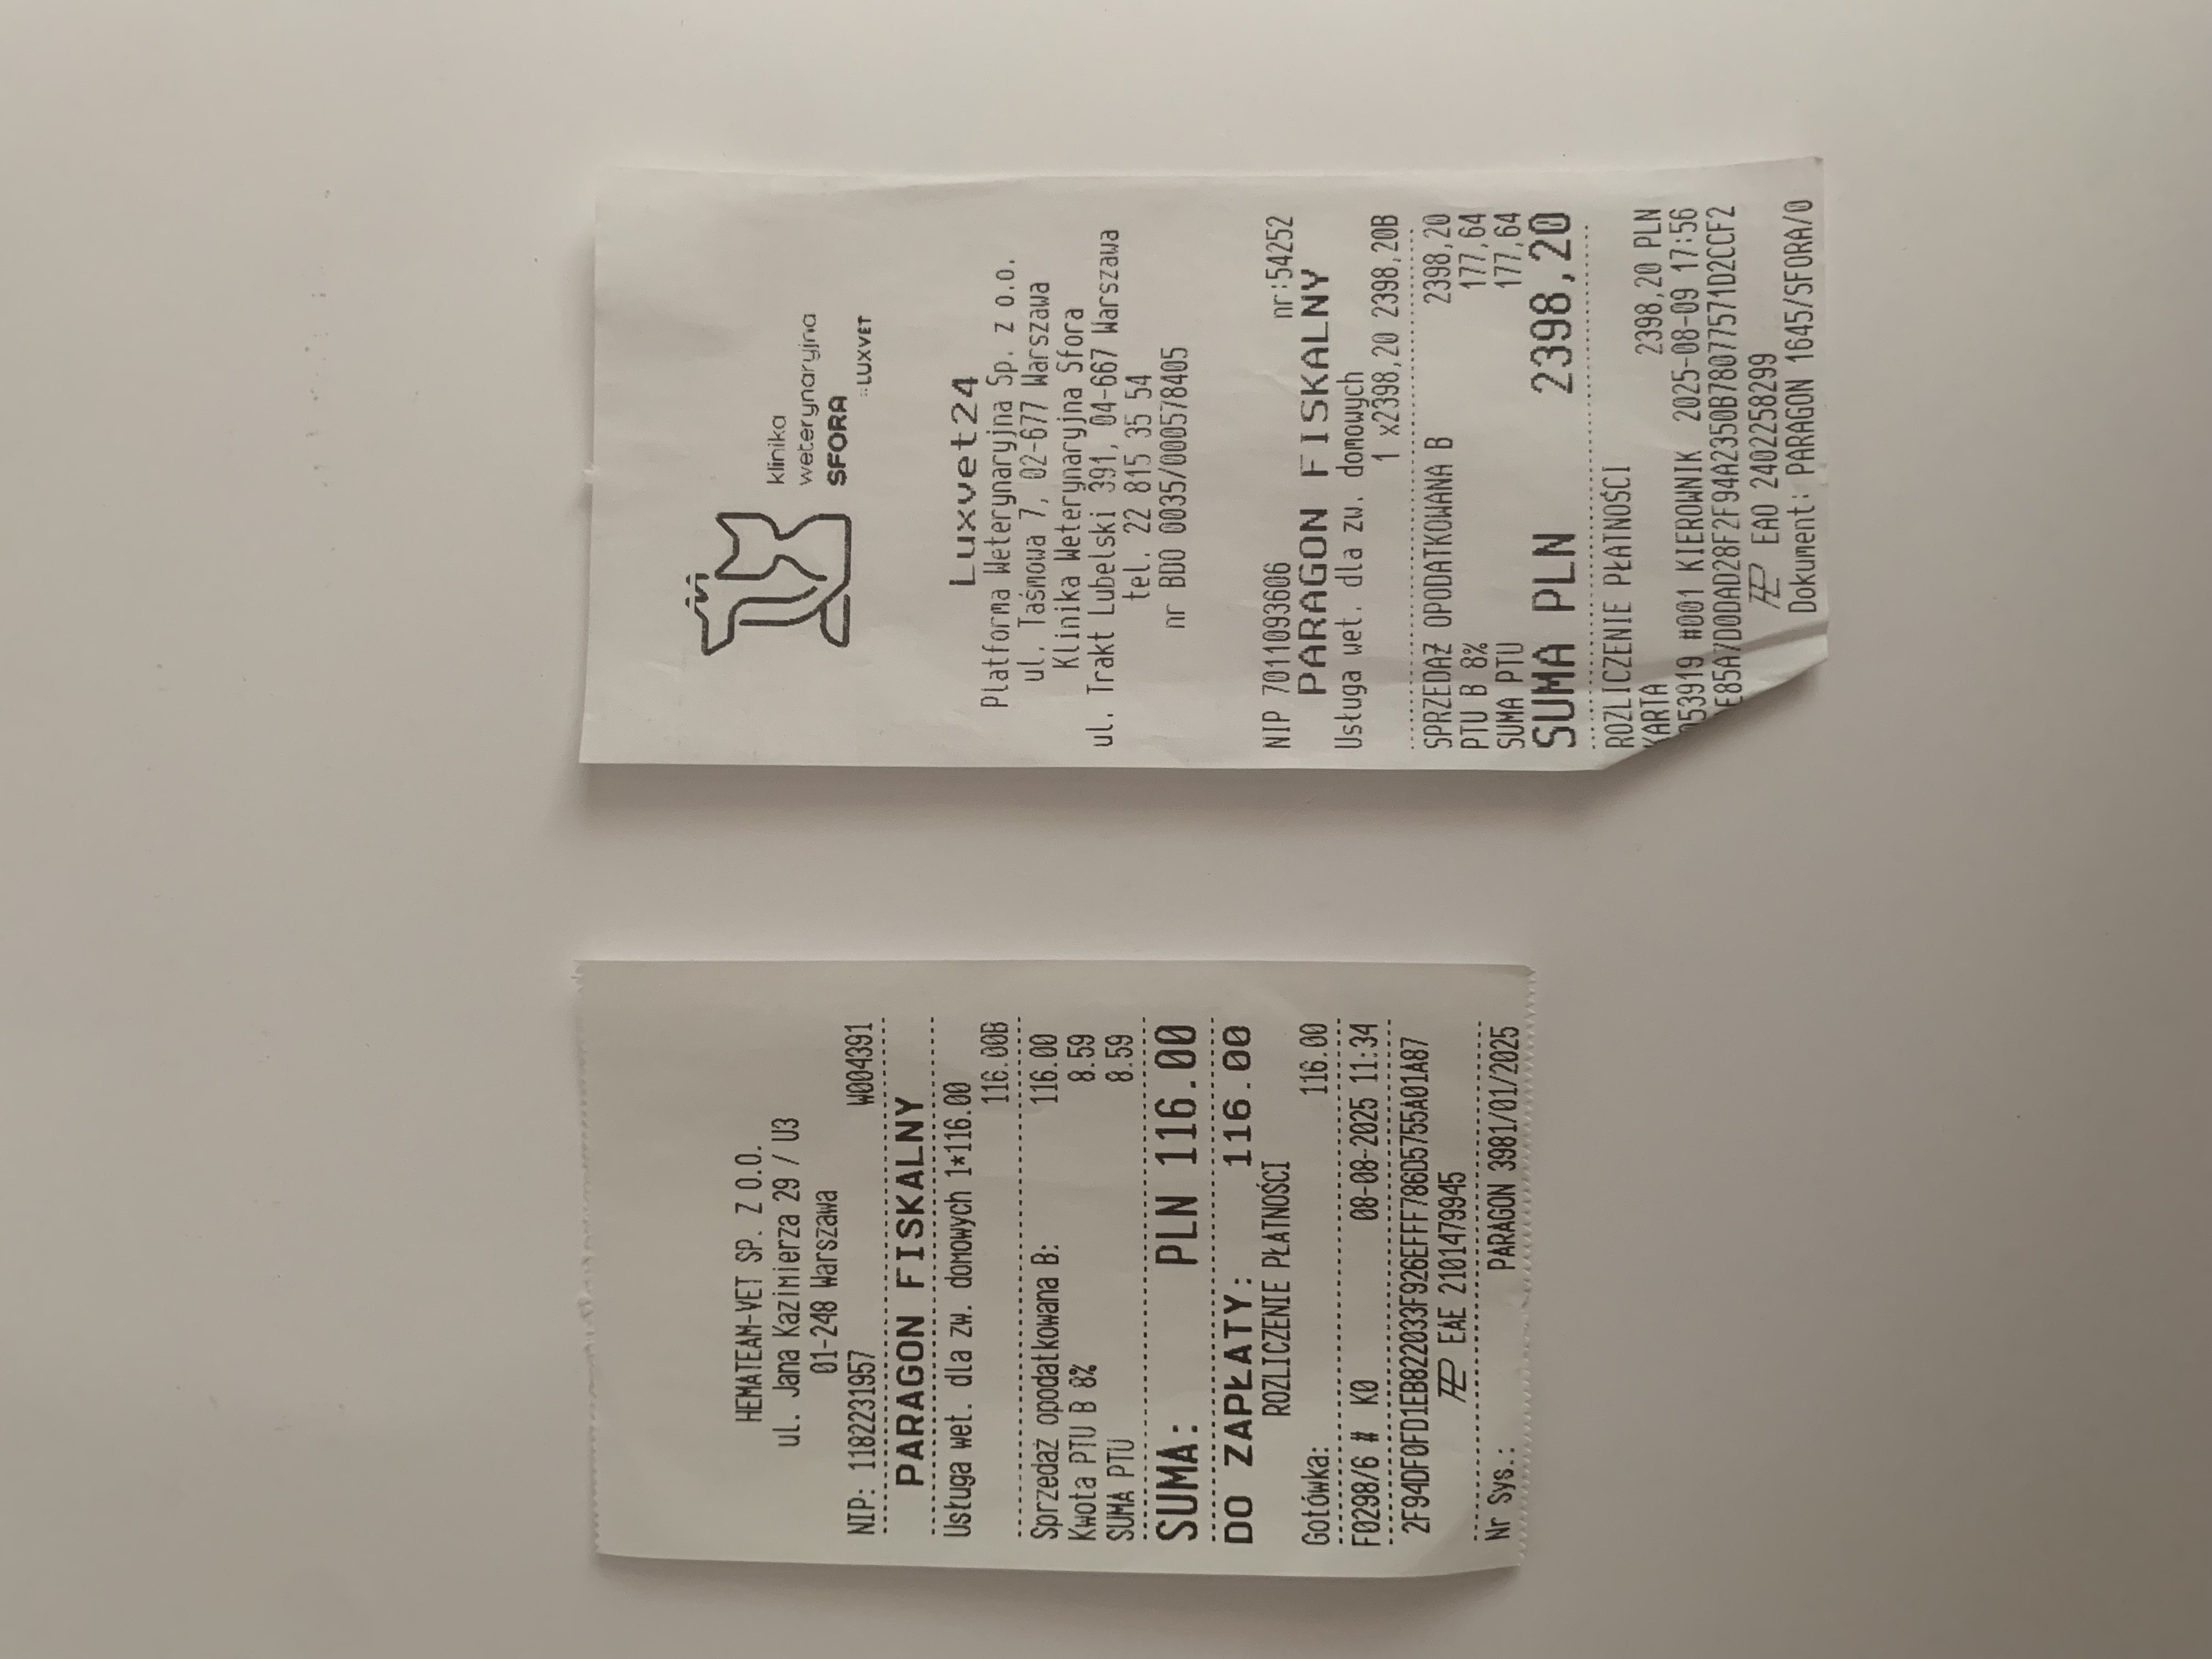 HEMATEAM-VET SP. Z O.O.
ul. Jana Kazimierza 29 / U3
01-248 Warszawa
NIP: 1182231957 W004391
PARAGON FISKALNY
Usługa wet. dla zw. domowych 1*116.00
116.00B
Sprzedaż opodatkowana B: 116.00
Kwota PTU B 8% 8.59
SUMA PTU 8.59
SUMA: PLN 116.00
DO ZAPŁATY: 116.00
ROZLICZENIE PŁATNOŚCI
Gotówka: 116.00
F0298/6 # K0 08-08-2025 11:34
2F94DF0FD1EB822033F926EFFF786D5755A01A87
EAE 2101479945
Nr Sys.: PARAGON 3981/01/2025
klinika
weterynaryjna
SFORA
::LUXVET
Luxvet24
Platforma Weterynaryjna Sp. z o.o.
ul. Taśmowa 7, 02-677 Warszawa
Klinika Weterynaryjna Sfora
ul. Trakt Lubelski 391, 04-667 Warszawa
tel. 22 815 35 54
nr BDO 0035/000578405
NIP 7011093606 nr:54252
PARAGON FISKALNY
Usługa wet. dla zw. domowych
1 x2398,20 2398,20B
SPRZEDAŻ OPODATKOWANA B 2398,20
PTU B 8% 177,64
SUMA PTU 177,64
SUMA PLN 2398,20
ROZLICZENIE PŁATNOŚCI
KARTA 2398,20 PLN
053919 #001 KIEROWNIK 2025-08-09 17:56
E85A7D0DAD28F2F94A2350B78077571D2CCF2
EAO 2402258299
Dokument: PARAGON 1645/SFORA/0